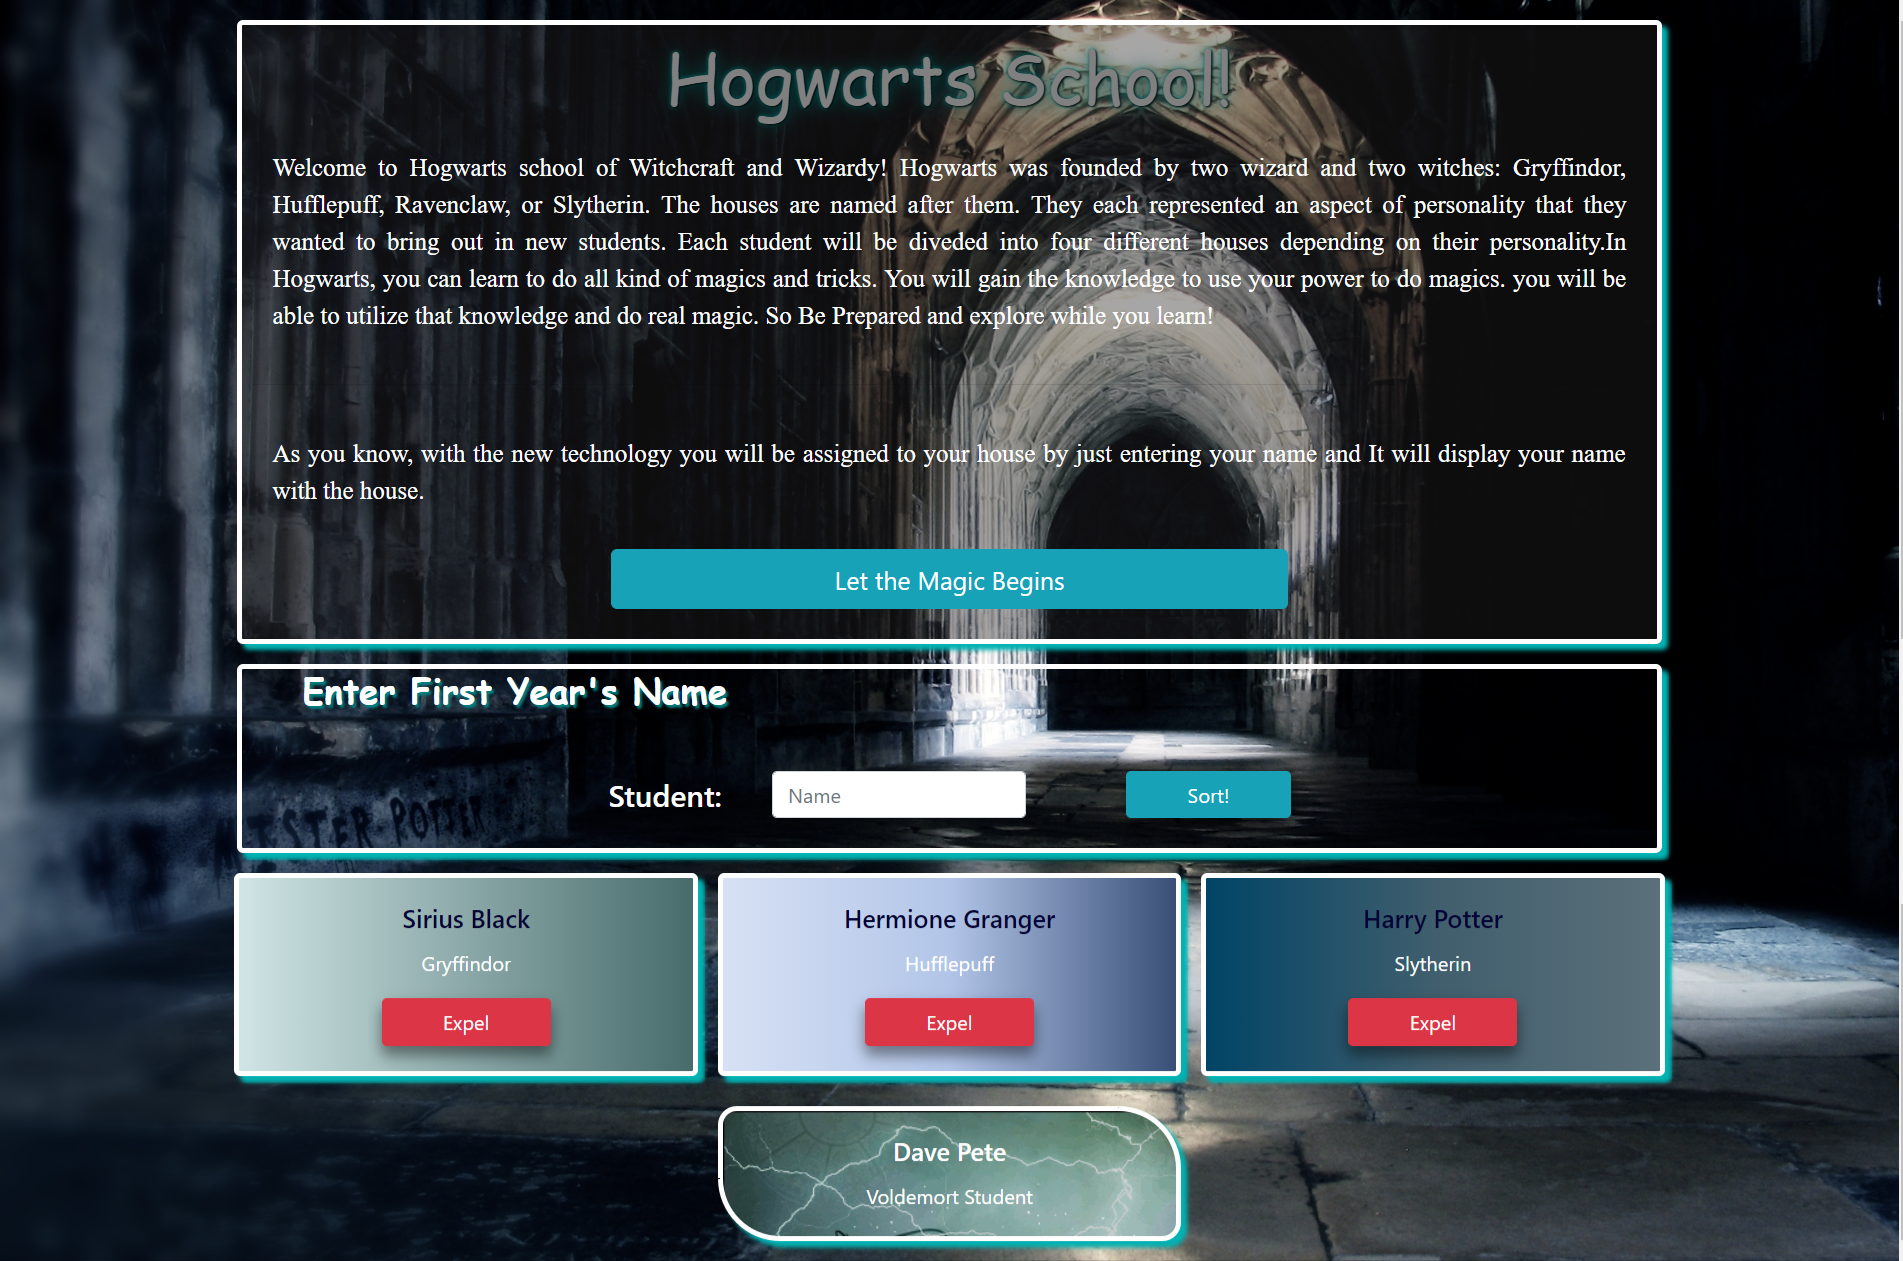 Hogwarts School!
Welcome to Hogwarts school of Witchcraft and Wizardy! Hogwarts was founded by two wizard and two witches: Gryffindor,
Hufflepuff, Ravenclaw, or Slytherin. The houses are named after them. They each represented an aspect of personality that they
wanted to bring out in new students. Each student will be diveded into four different houses depending on their personality.In
Hogwarts, you can learn to do all kind of magics and tricks. You will gain the knowledge to use your power to do magics. you will be
able to utilize that knowledge and do real magic. So Be Prepared and explore while you learn!
As you know, with the new technology you will be assigned to your house by just entering your name and It will display your name
with the house.
Let the Magic Begins
Enter First Year's Name
Student: Name Sort!
MISTER POTTER
Sirius Black
Gryffindor
Expel
Hermione Granger
Hufflepuff
Expel
Harry Potter
Slytherin
Expel
Dave Pete
Voldemort Student